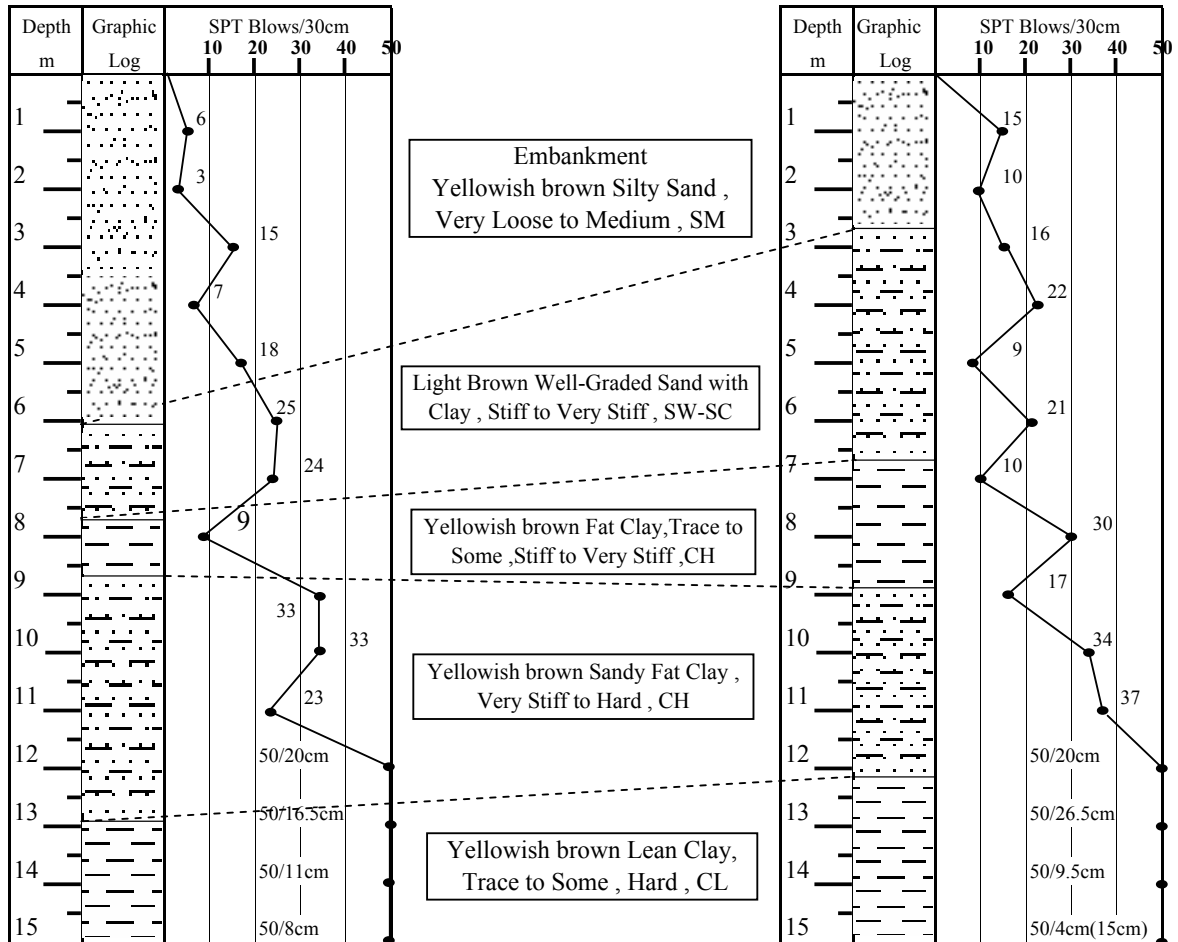 Depth Graphic SPT Blows/30cm
m Log 10 20 30 40 50
1 6
2 3
3 15
4 7
5 18
6 25
7 24
8 9
9 33
10 33
11 23
12 50/20cm
13 50/16.5cm
14 50/11cm
15 50/8cm
Embankment
Yellowish brown Silty Sand ,
Very Loose to Medium , SM
Light Brown Well-Graded Sand with
Clay , Stiff to Very Stiff , SW-SC
Yellowish brown Fat Clay,Trace to
Some ,Stiff to Very Stiff ,CH
Yellowish brown Sandy Fat Clay ,
Very Stiff to Hard , CH
Yellowish brown Lean Clay,
Trace to Some , Hard , CL
Depth Graphic SPT Blows/30cm
m Log 10 20 30 40 50
1 15
2 10
3 16
4 22
5 9
6 21
7 10
8 30
9 17
10 34
11 37
12 50/20cm
13 50/26.5cm
14 50/9.5cm
15 50/4cm(15cm)